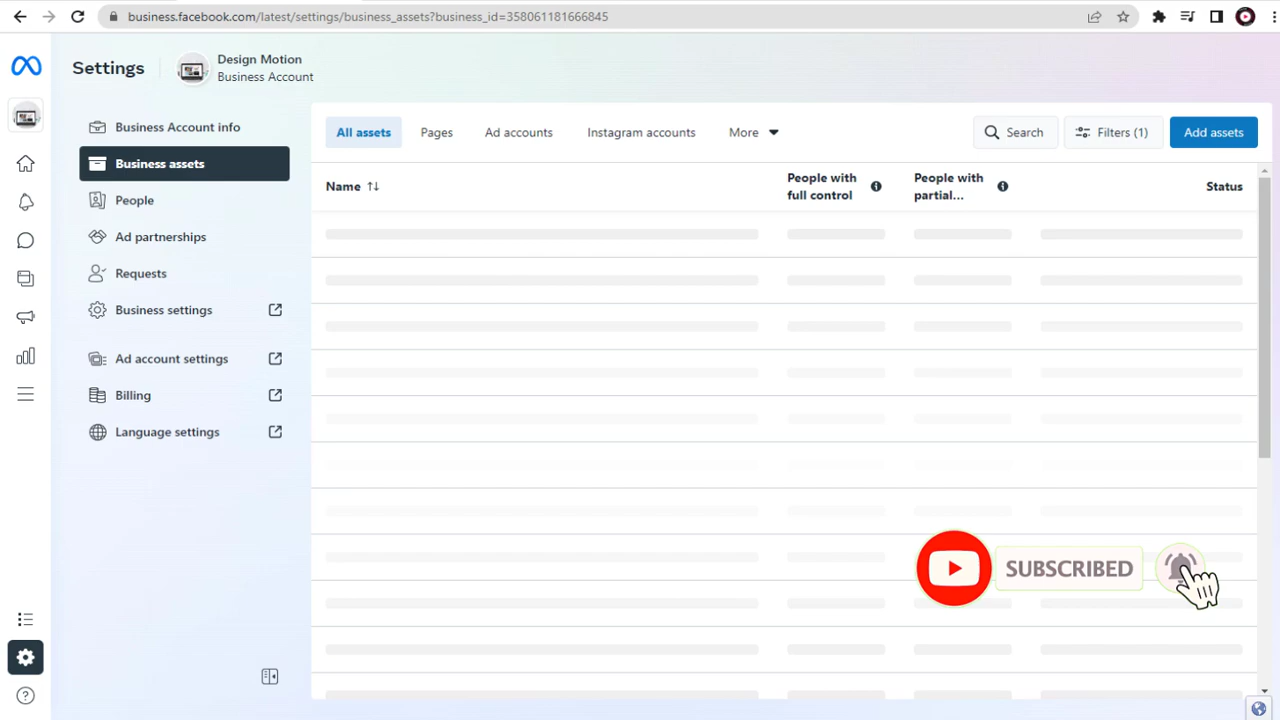 business.facebook.com/latest/settings/business_assets?business_id=358061181666845
Settings
Design Motion
Business Account
Business Account info
Business assets
People
Ad partnerships
Requests
Business settings
Ad account settings
Billing
Language settings
All assets
Pages
Ad accounts
Instagram accounts
More
Search
Filters (1)
Add assets
Name
People with
full control
People with
partial...
Status
SUBSCRIBED